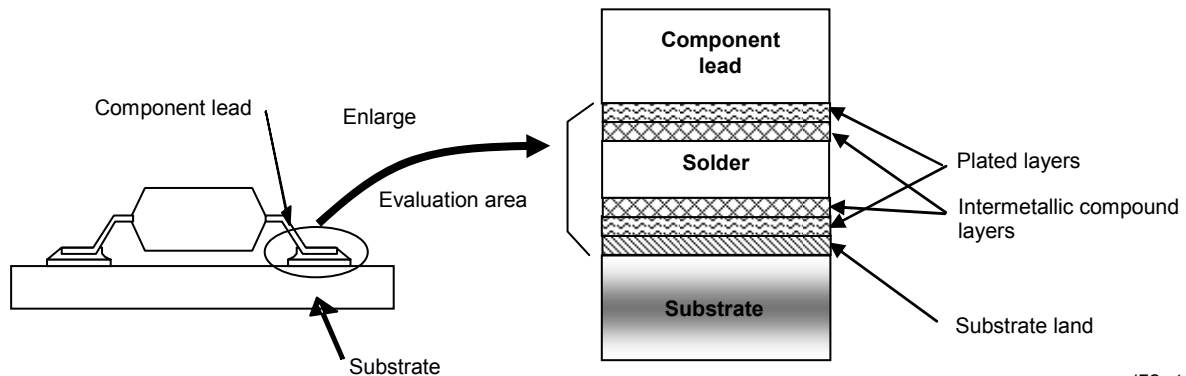 Component lead
Enlarge
Evaluation area
Substrate
Component
lead
Solder
Substrate
Plated layers
Intermetallic compound
layers
Substrate land